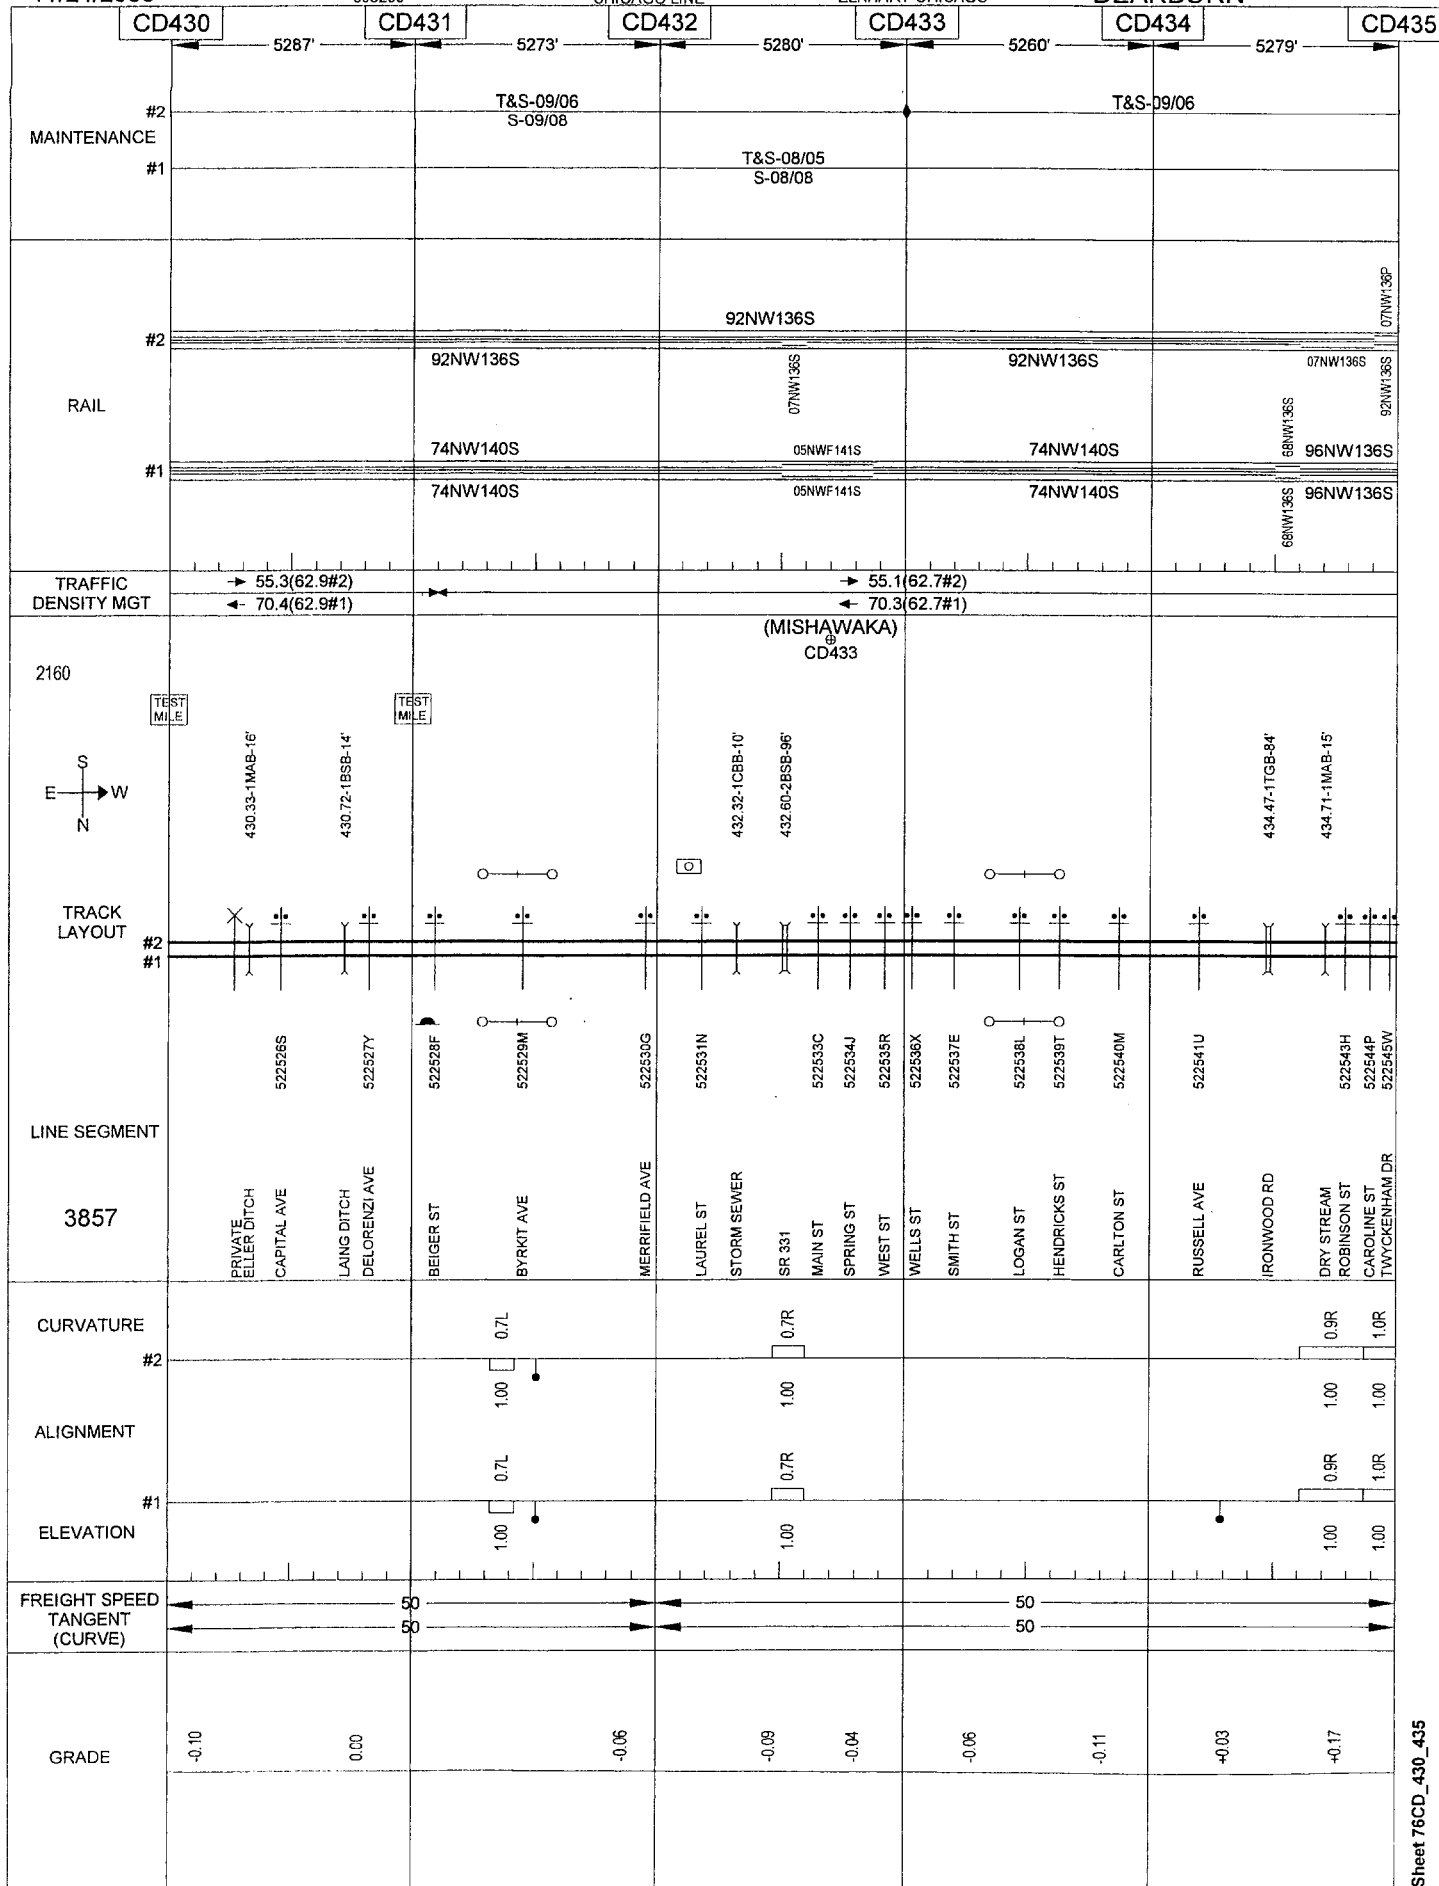 CHICAGO LINE
DEARBORN
CD430 CD431 CD432 CD433 CD434 CD435
5287' 5273' 5280' 5260' 5279'
MAINTENANCE
#2
T&S-09/06
S-09/08
T&S-09/06
#1
T&S-08/05
S-08/08
RAIL
07NW136P
92NW136S
#2
92NW136S
07NW136S
92NW136S
07NW136S
92NW136S
74NW140S
05NWF141S
74NW140S
68NW136S
96NW136S
#1
74NW140S
05NWF141S
74NW140S
68NW136S
96NW136S
TRAFFIC
DENSITY MGT
55.3(62.9#2)
55.1(62.7#2)
70.4(62.9#1)
70.3(62.7#1)
(MISHAWAKA)
CD433
2160
TEST
MILE
TEST
MILE
S
E W
N
430.33-1MAB-16'
430.72-1BSB-14'
432.32-1CBB-10'
432.60-2BSB-96'
434.47-1TGB-84'
434.71-1MAB-15'
TRACK
LAYOUT
#2
#1
522526S
522527Y
522528F
522529M
522530G
522531N
522533C
522534J
522535R
522536X
522537E
522538L
522539T
522540M
522541U
522543H
522544P
522545W
LINE SEGMENT
3857
PRIVATE
ELLER DITCH
CAPITAL AVE
LAING DITCH
DELORENZI AVE
BEIGER ST
BYRKIT AVE
MERRIFIELD AVE
LAUREL ST
STORM SEWER
SR 331
MAIN ST
SPRING ST
WEST ST
WELLS ST
SMITH ST
LOGAN ST
HENDRICKS ST
CARLTON ST
RUSSELL AVE
IRONWOOD RD
DRY STREAM
ROBINSON ST
CAROLINE ST
TWYCKENHAM DR
CURVATURE
0.7L 0.7R 0.9R 1.0R
#2
1.00 1.00 1.00 1.00
ALIGNMENT
0.7L 0.7R 0.9R 1.0R
#1
ELEVATION
1.00 1.00 1.00 1.00
FREIGHT SPEED
TANGENT
(CURVE)
50 50
50 50
GRADE
-0.10 0.00 -0.06 -0.09 -0.04 -0.06 -0.11 +0.03 +0.17
Sheet 76CD_430_435